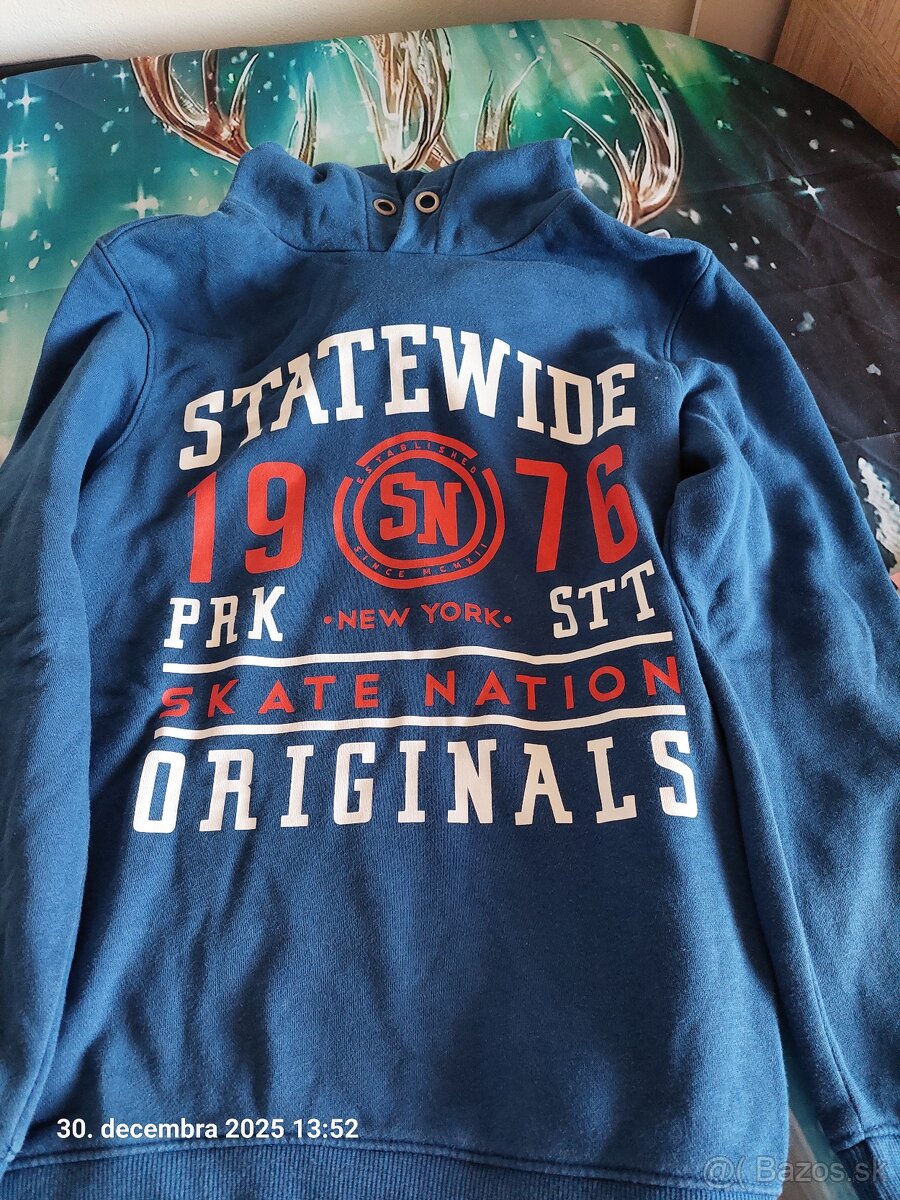 STATEWIDE
19 ESTABLISHED SN SINCE MCMXII 76
PRK •NEW YORK• STT
SKATE NATION
ORIGINALS
30. decembra 2025 13:52
@( Bazos.sk